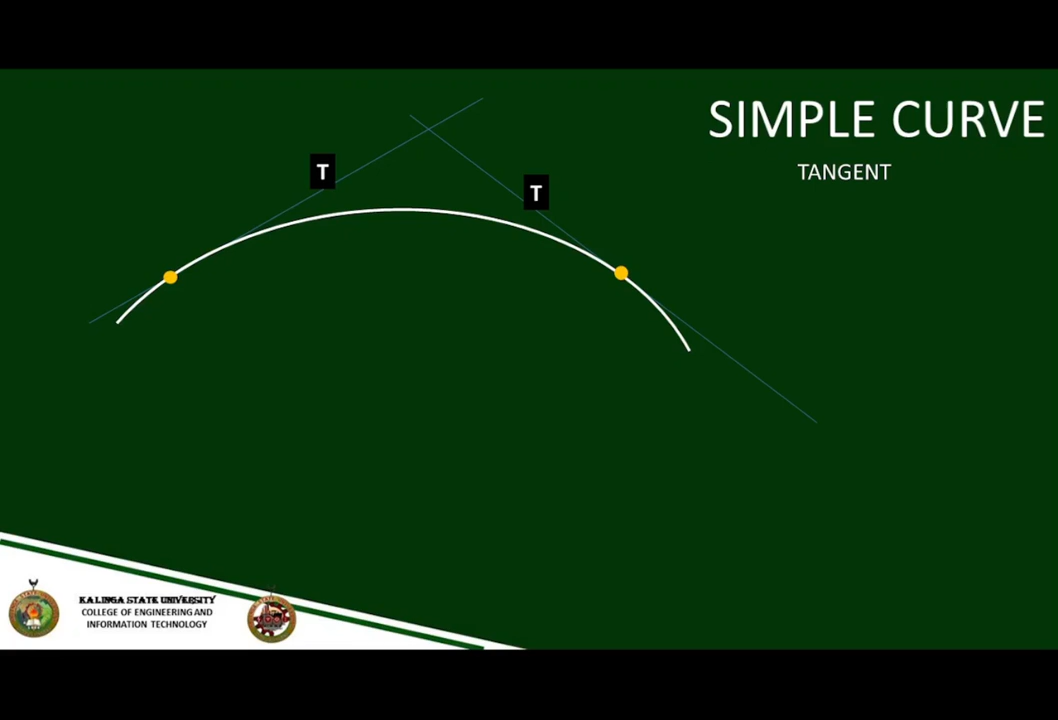 SIMPLE CURVE
TANGENT
T
T
KALINGA STATE UNIVERSITY
COLLEGE OF ENGINEERING AND
INFORMATION TECHNOLOGY